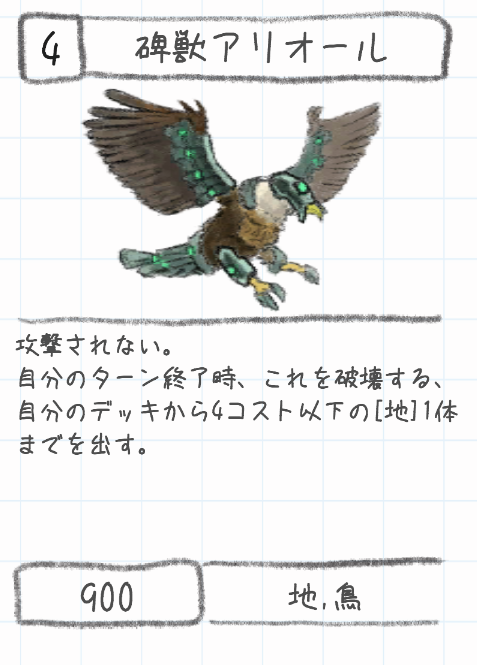 4
碑獣アリオール
攻撃されない。
自分のターン終了時、これを破壊する、
自分のデッキから4コスト以下の[地]1体
までを出す。
900
地,鳥